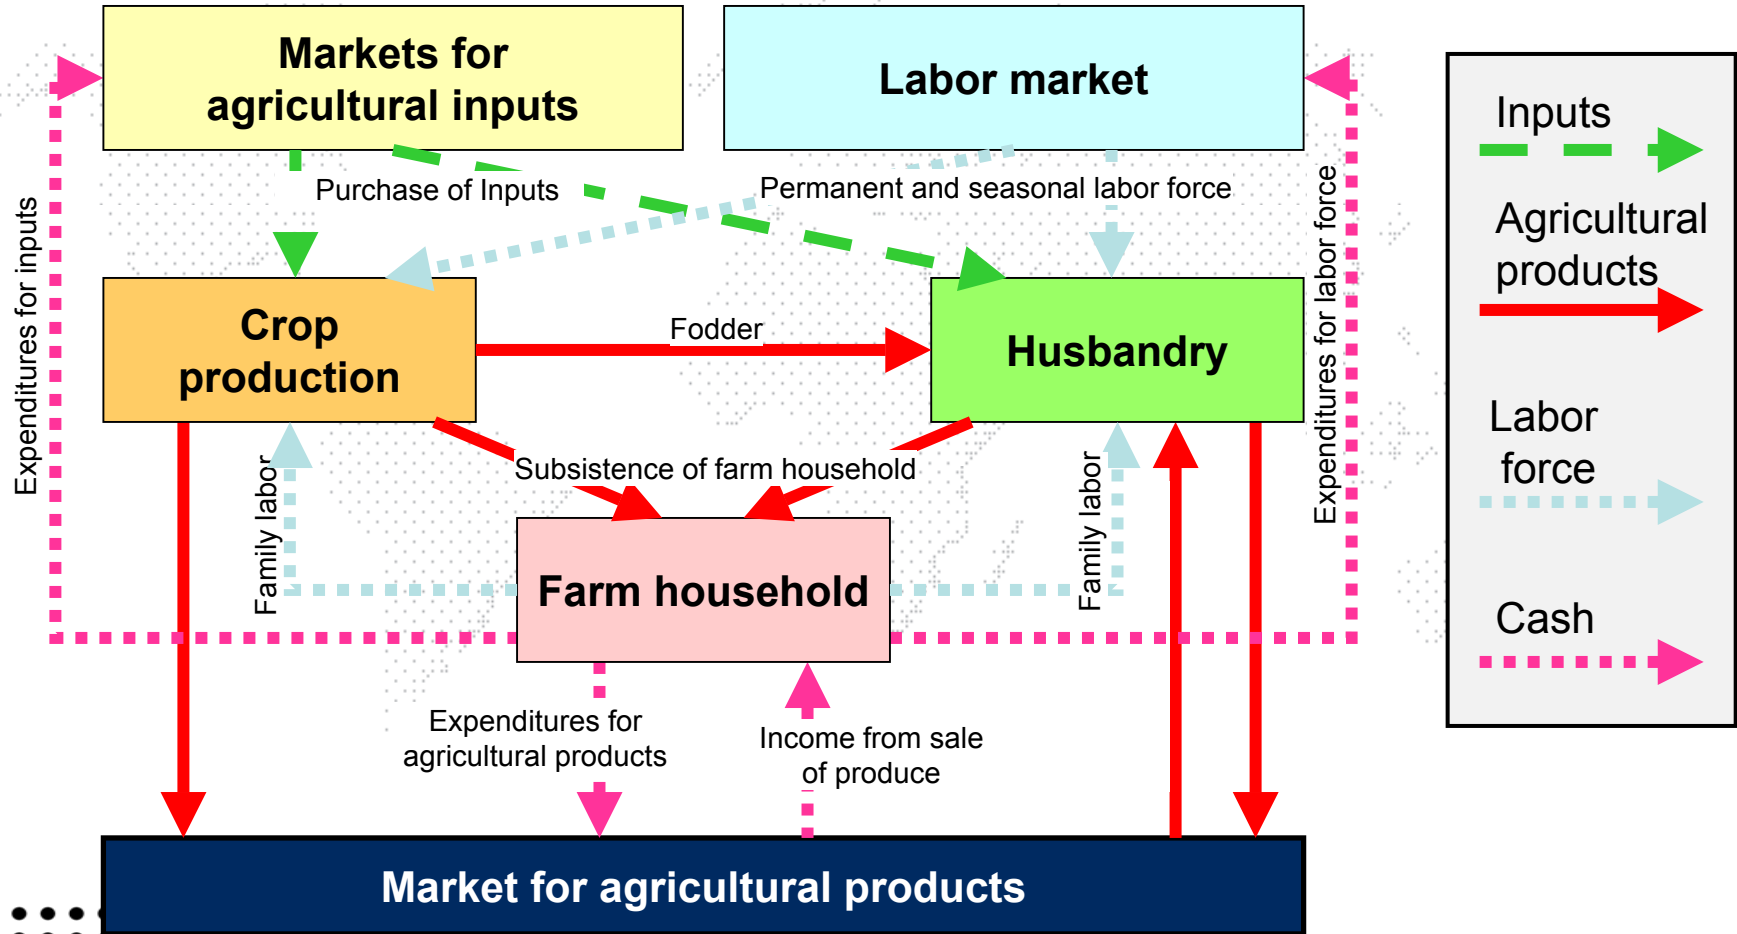 Markets for
agricultural inputs
Labor market
Purchase of Inputs
Permanent and seasonal labor force
Expenditures for inputs
Expenditures for labor force
Crop
production
Fodder
Husbandry
Subsistence of farm household
Family labor
Family labor
Farm household
Expenditures for
agricultural products
Income from sale
of produce
Market for agricultural products
Inputs
Agricultural
products
Labor
force
Cash